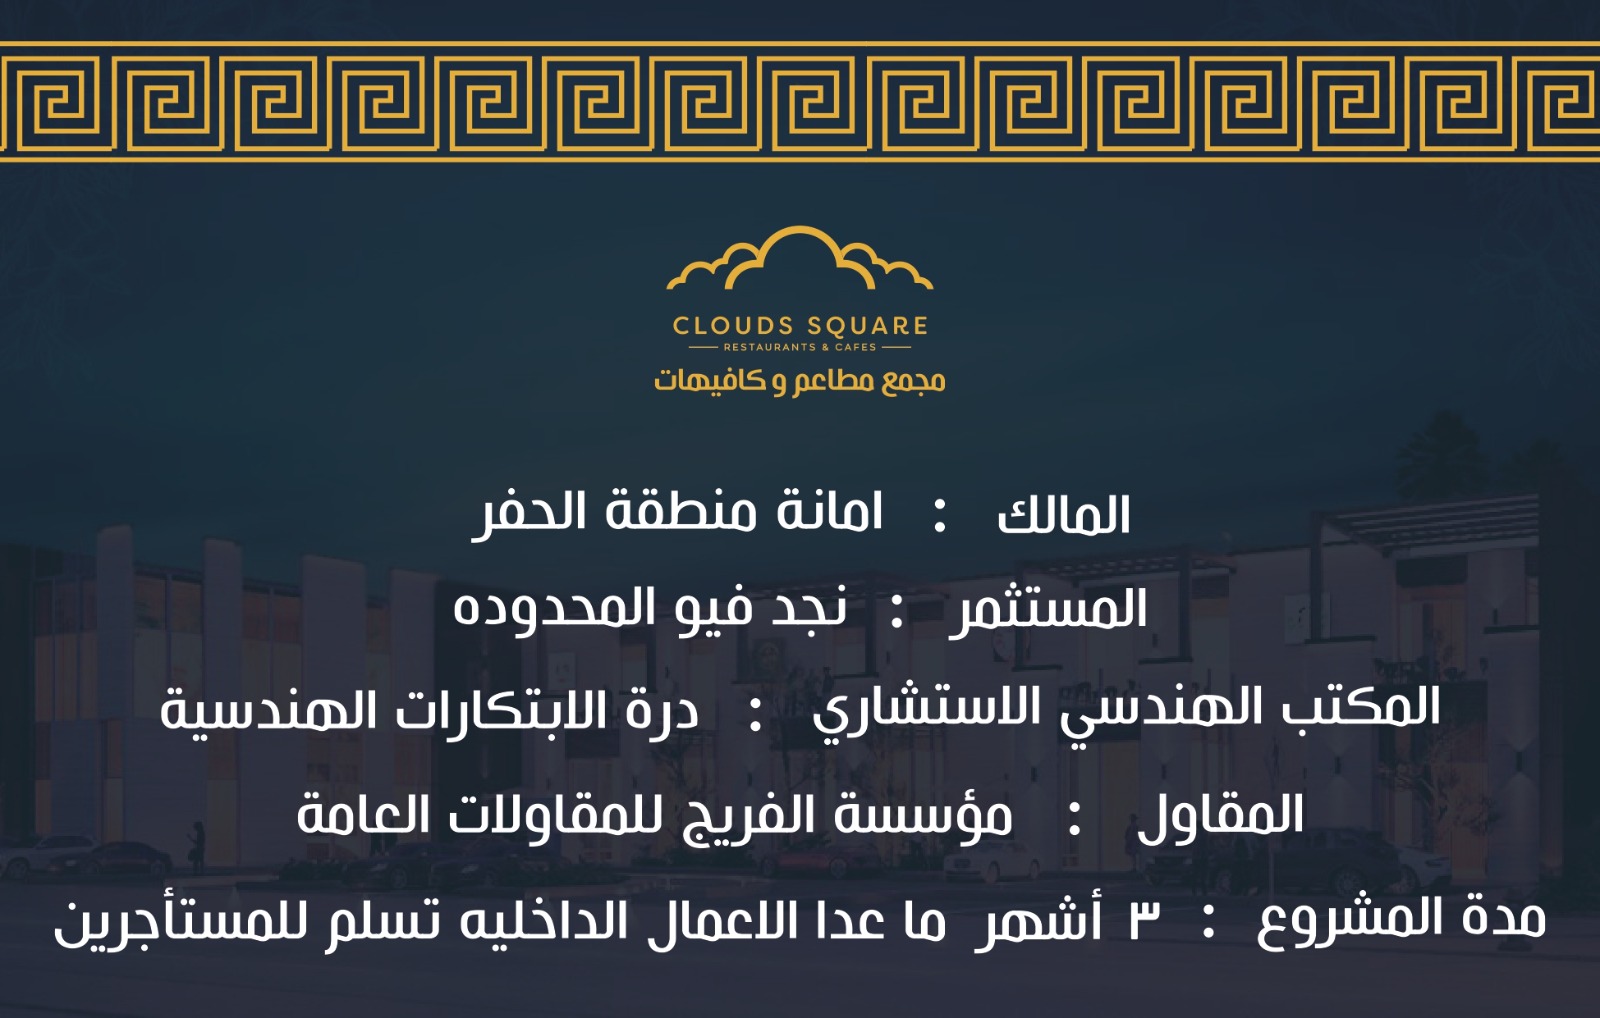 CLOUDS SQUARE
RESTAURANTS & CAFES
مجمع مطاعم و كافيهات
المالك : امانة منطقة الحفر
المستثمر : نجد فيو المحدوده
المكتب الهندسي الاستشاري : درة الابتكارات الهندسية
المقاول : مؤسسة الفريج للمقاولات العامة
مدة المشروع : ٣ أشهر ما عدا الاعمال الداخليه تسلم للمستأجرين